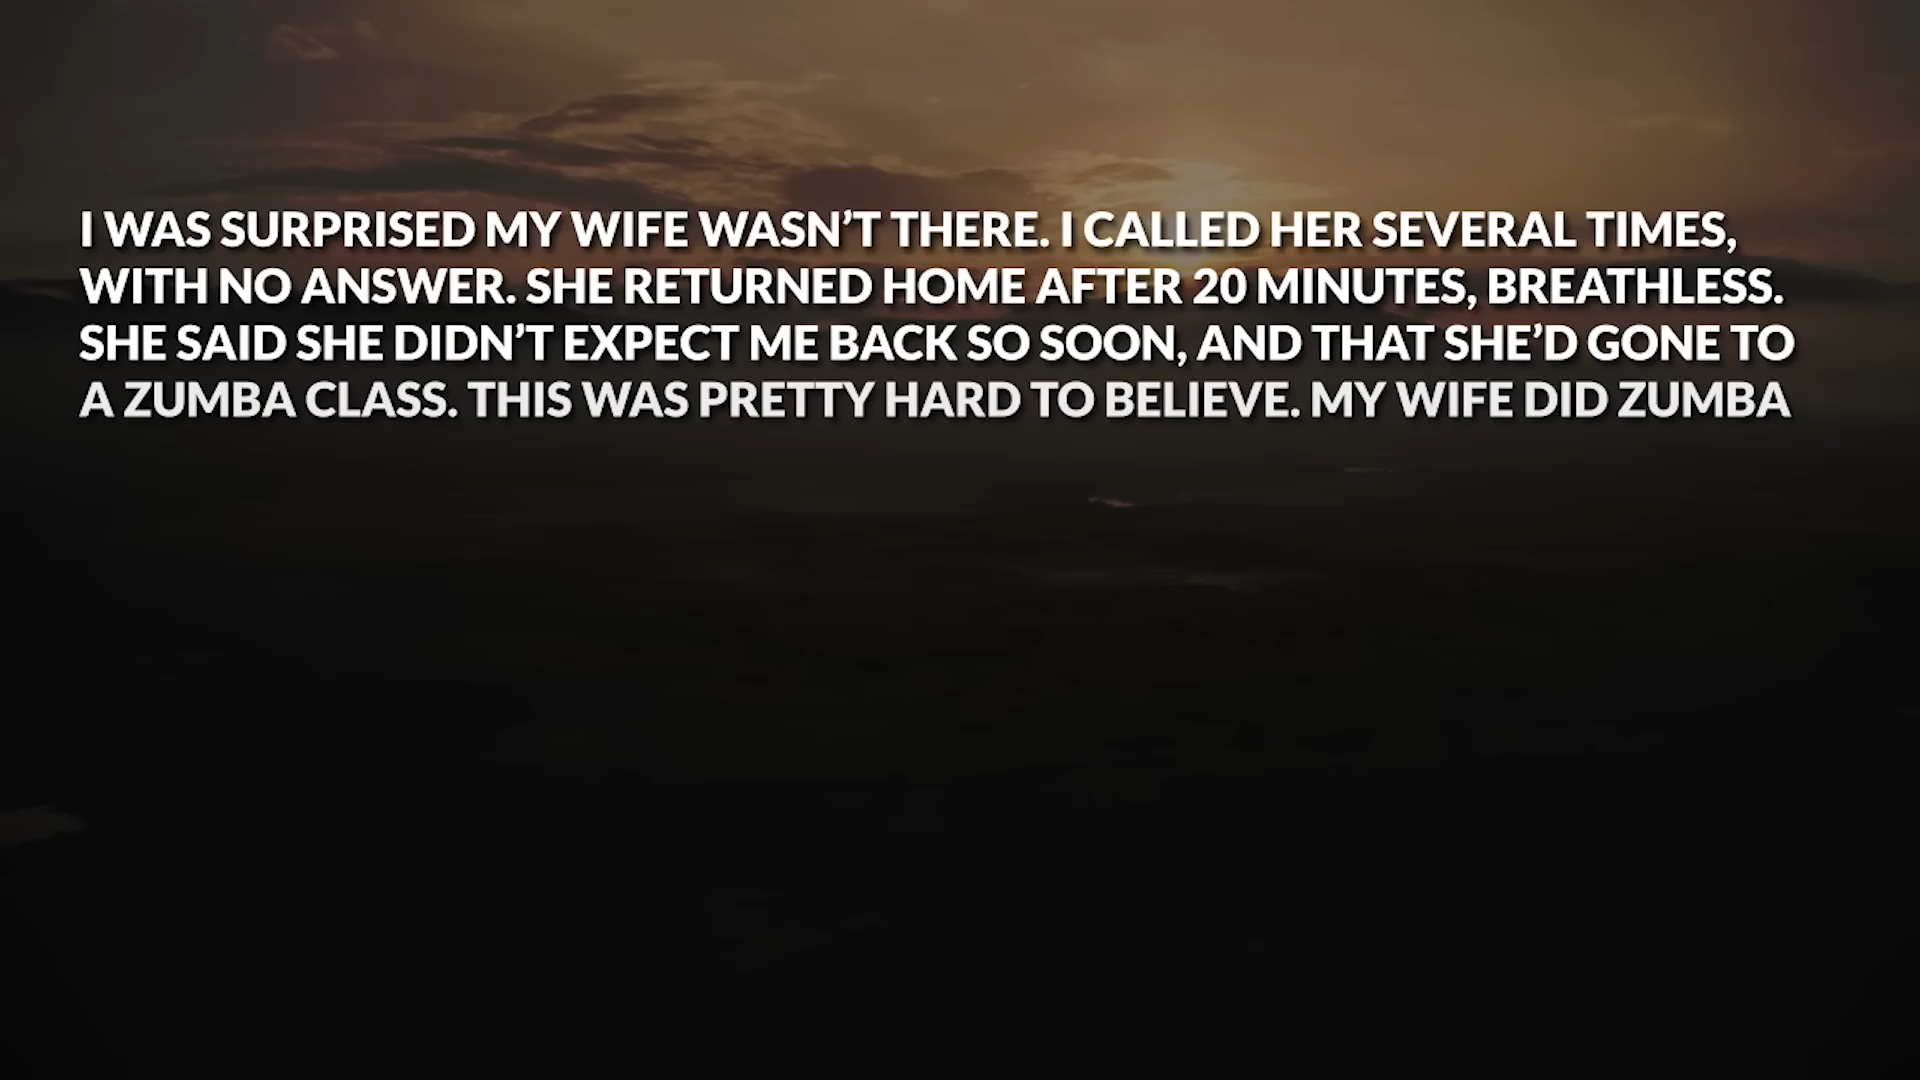 I WAS SURPRISED MY WIFE WASN’T THERE. I CALLED HER SEVERAL TIMES,
WITH NO ANSWER. SHE RETURNED HOME AFTER 20 MINUTES, BREATHLESS.
SHE SAID SHE DIDN’T EXPECT ME BACK SO SOON, AND THAT SHE’D GONE TO
A ZUMBA CLASS. THIS WAS PRETTY HARD TO BELIEVE. MY WIFE DID ZUMBA